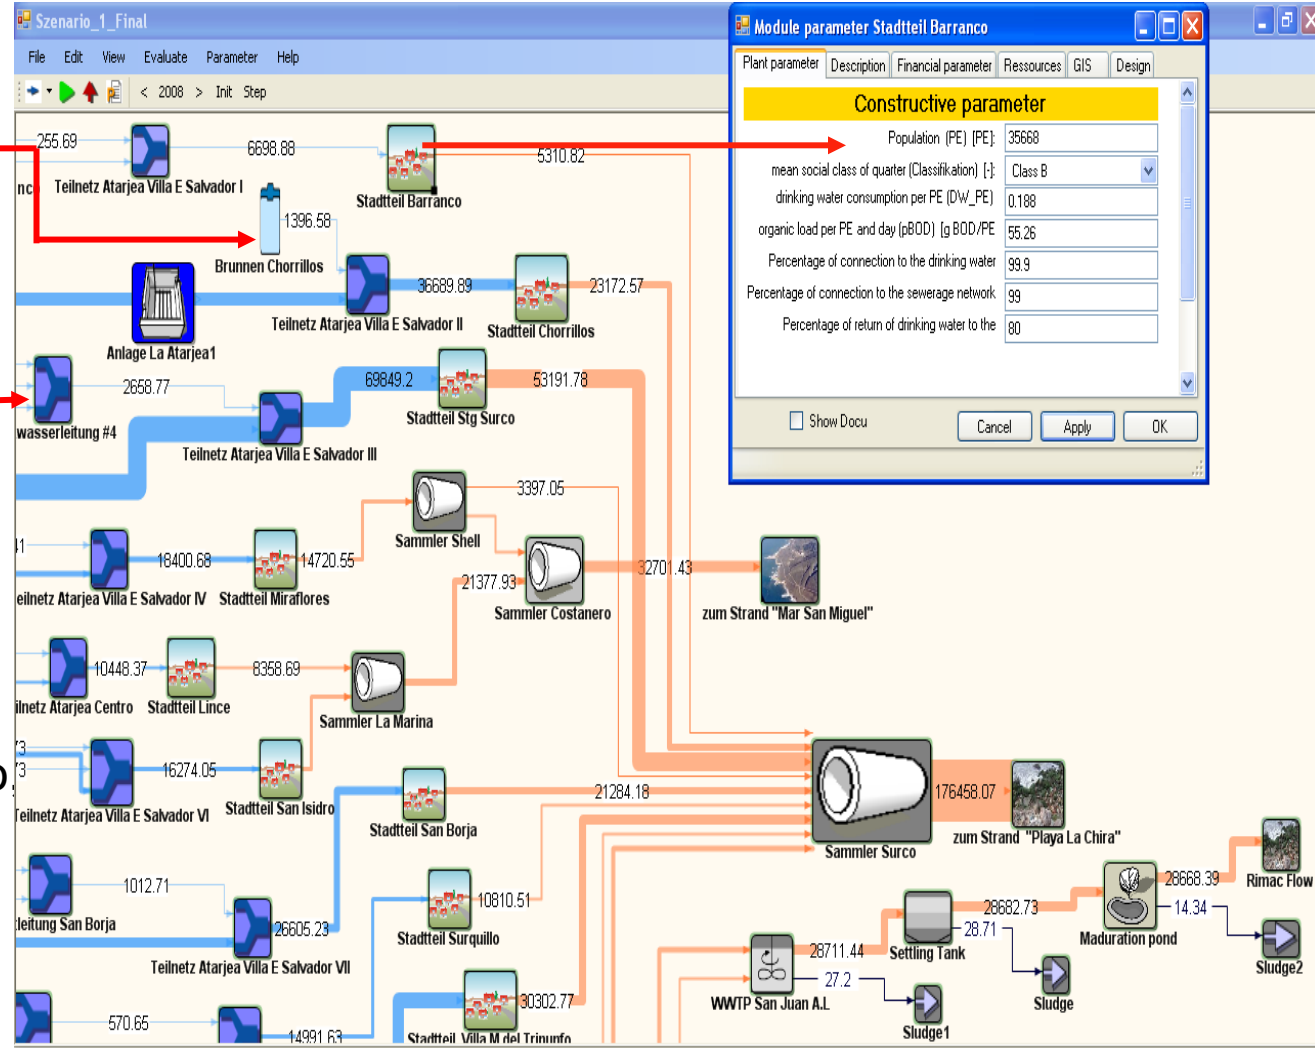 Szenario_1_Final
File Edit View Evaluate Parameter Help
< 2008 > Init Step
Module parameter Stadtteil Barranco
Plant parameter Description Financial parameter Ressources GIS Design
Constructive parameter
Population (PE) [PE]: 35668
mean social class of quarter (Classifikation) [-]: Class B
drinking water consumption per PE (DW_PE) 0.188
organic load per PE and day (pBOD) [g BOD/PE 55.26
Percentage of connection to the drinking water 99.9
Percentage of connection to the sewerage network 99
Percentage of return of drinking water to the 80
Show Docu Cancel Apply OK
255.69
6698.88
5310.82
Teilnetz Atarjea Villa E Salvador I
Stadtteil Barranco
1396.58
Brunnen Chorrillos
36689.89
23172.57
Teilnetz Atarjea Villa E Salvador II
Stadtteil Chorrillos
Anlage La Atarjea1
2658.77
69849.2
53191.78
wasserleitung #4
Stadtteil Stg Surco
Teilnetz Atarjea Villa E Salvador III
3397.05
Sammler Shell
18400.68
14720.55
32701.43
21377.93
eilnetz Atarjea Villa E Salvador IV
Stadtteil Miraflores
Sammler Costanero
zum Strand "Mar San Miguel"
10448.37
8358.69
ilnetz Atarjea Centro
Stadtteil Lince
Sammler La Marina
73
73
16274.05
Teilnetz Atarjea Villa E Salvador VI
Stadtteil San Isidro
21284.18
176458.07
Stadtteil San Borja
Sammler Surco
zum Strand "Playa La Chira"
1012.71
10810.51
28668.39
Rimac Flow
leitung San Borja
26605.23
28682.73
14.34
Stadtteil Surquillo
28711.44
Settling Tank
28.71
Maduration pond
Teilnetz Atarjea Villa E Salvador VII
27.2
Sludge2
WWTP San Juan A.L
Sludge
30302.77
570.65
14991.63
Sludge1
Stadtteil Villa M del Triunfo